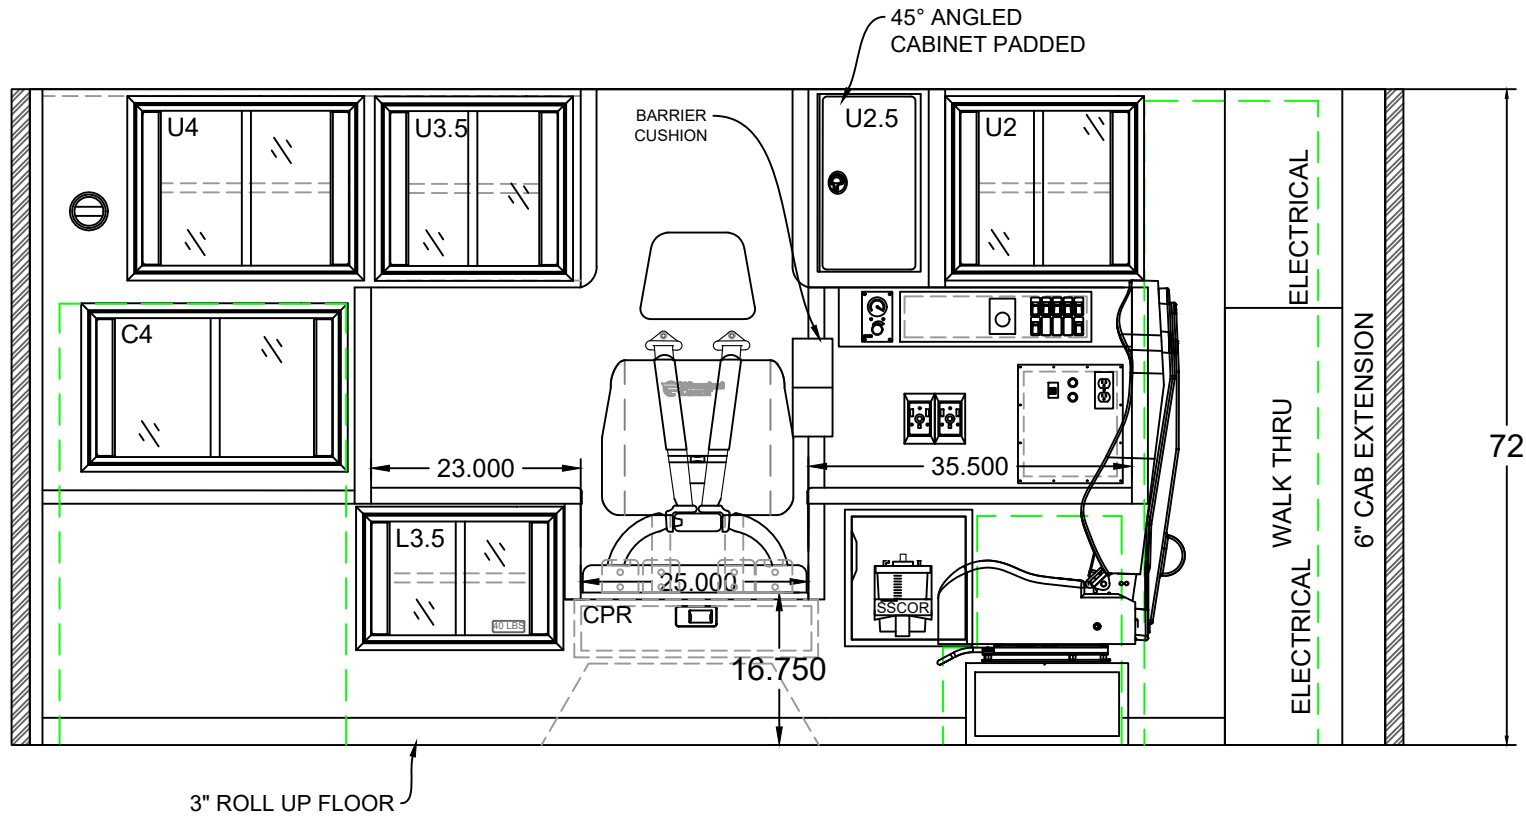 45° ANGLED
CABINET PADDED
U4
U3.5
BARRIER
CUSHION
U2.5
U2
ELECTRICAL
C4
6" CAB EXTENSION
WALK THRU
72
23.000
35.500
L3.5
40 LBS
25.000
CPR
SSCOR
16.750
ELECTRICAL
3" ROLL UP FLOOR